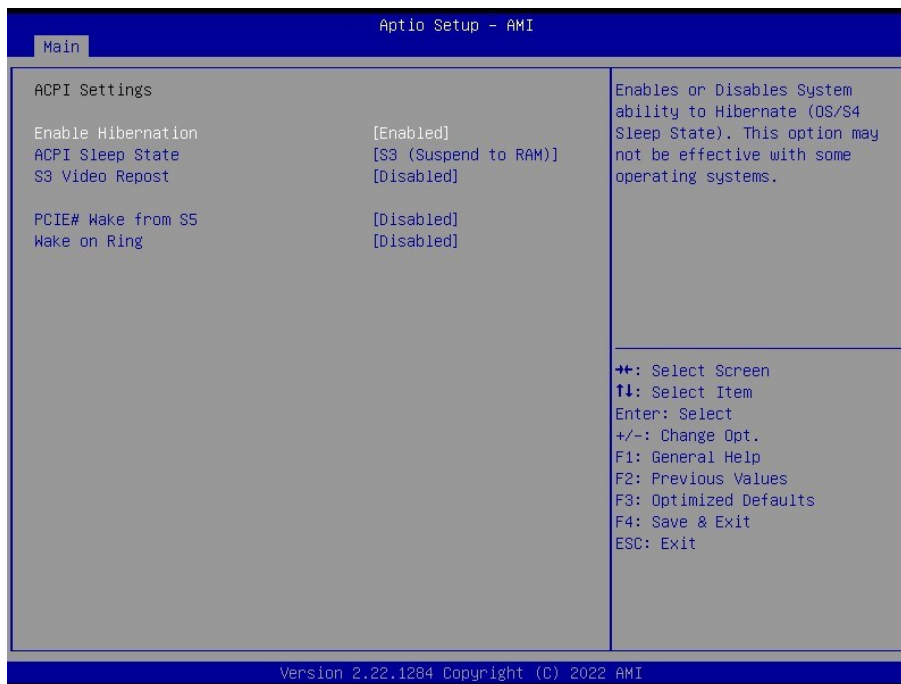 Aptio Setup – AMI
Main
ACPI Settings
Enable Hibernation [Enabled]
ACPI Sleep State [S3 (Suspend to RAM)]
S3 Video Repost [Disabled]
PCIE# Wake from S5 [Disabled]
Wake on Ring [Disabled]
Enables or Disables System
ability to Hibernate (OS/S4
Sleep State). This option may
not be effective with some
operating systems.
→←: Select Screen
↑↓: Select Item
Enter: Select
+/-: Change Opt.
F1: General Help
F2: Previous Values
F3: Optimized Defaults
F4: Save & Exit
ESC: Exit
Version 2.22.1284 Copyright (C) 2022 AMI